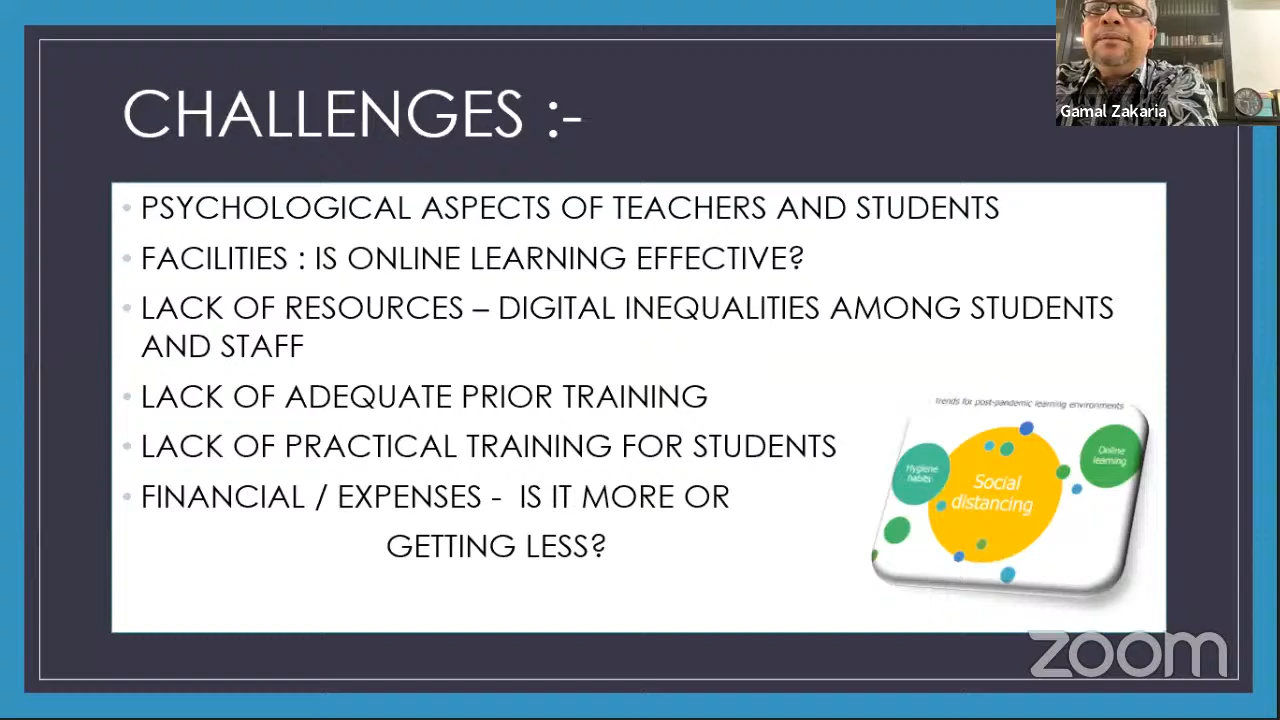 CHALLENGES :-
Gamal Zakaria
PSYCHOLOGICAL ASPECTS OF TEACHERS AND STUDENTS
FACILITIES : IS ONLINE LEARNING EFFECTIVE?
LACK OF RESOURCES – DIGITAL INEQUALITIES AMONG STUDENTS
AND STAFF
LACK OF ADEQUATE PRIOR TRAINING
LACK OF PRACTICAL TRAINING FOR STUDENTS
FINANCIAL / EXPENSES - IS IT MORE OR
GETTING LESS?
Trends for post-pandemic learning environments
Hygiene
habits
Social
distancing
Online
learning
zoom